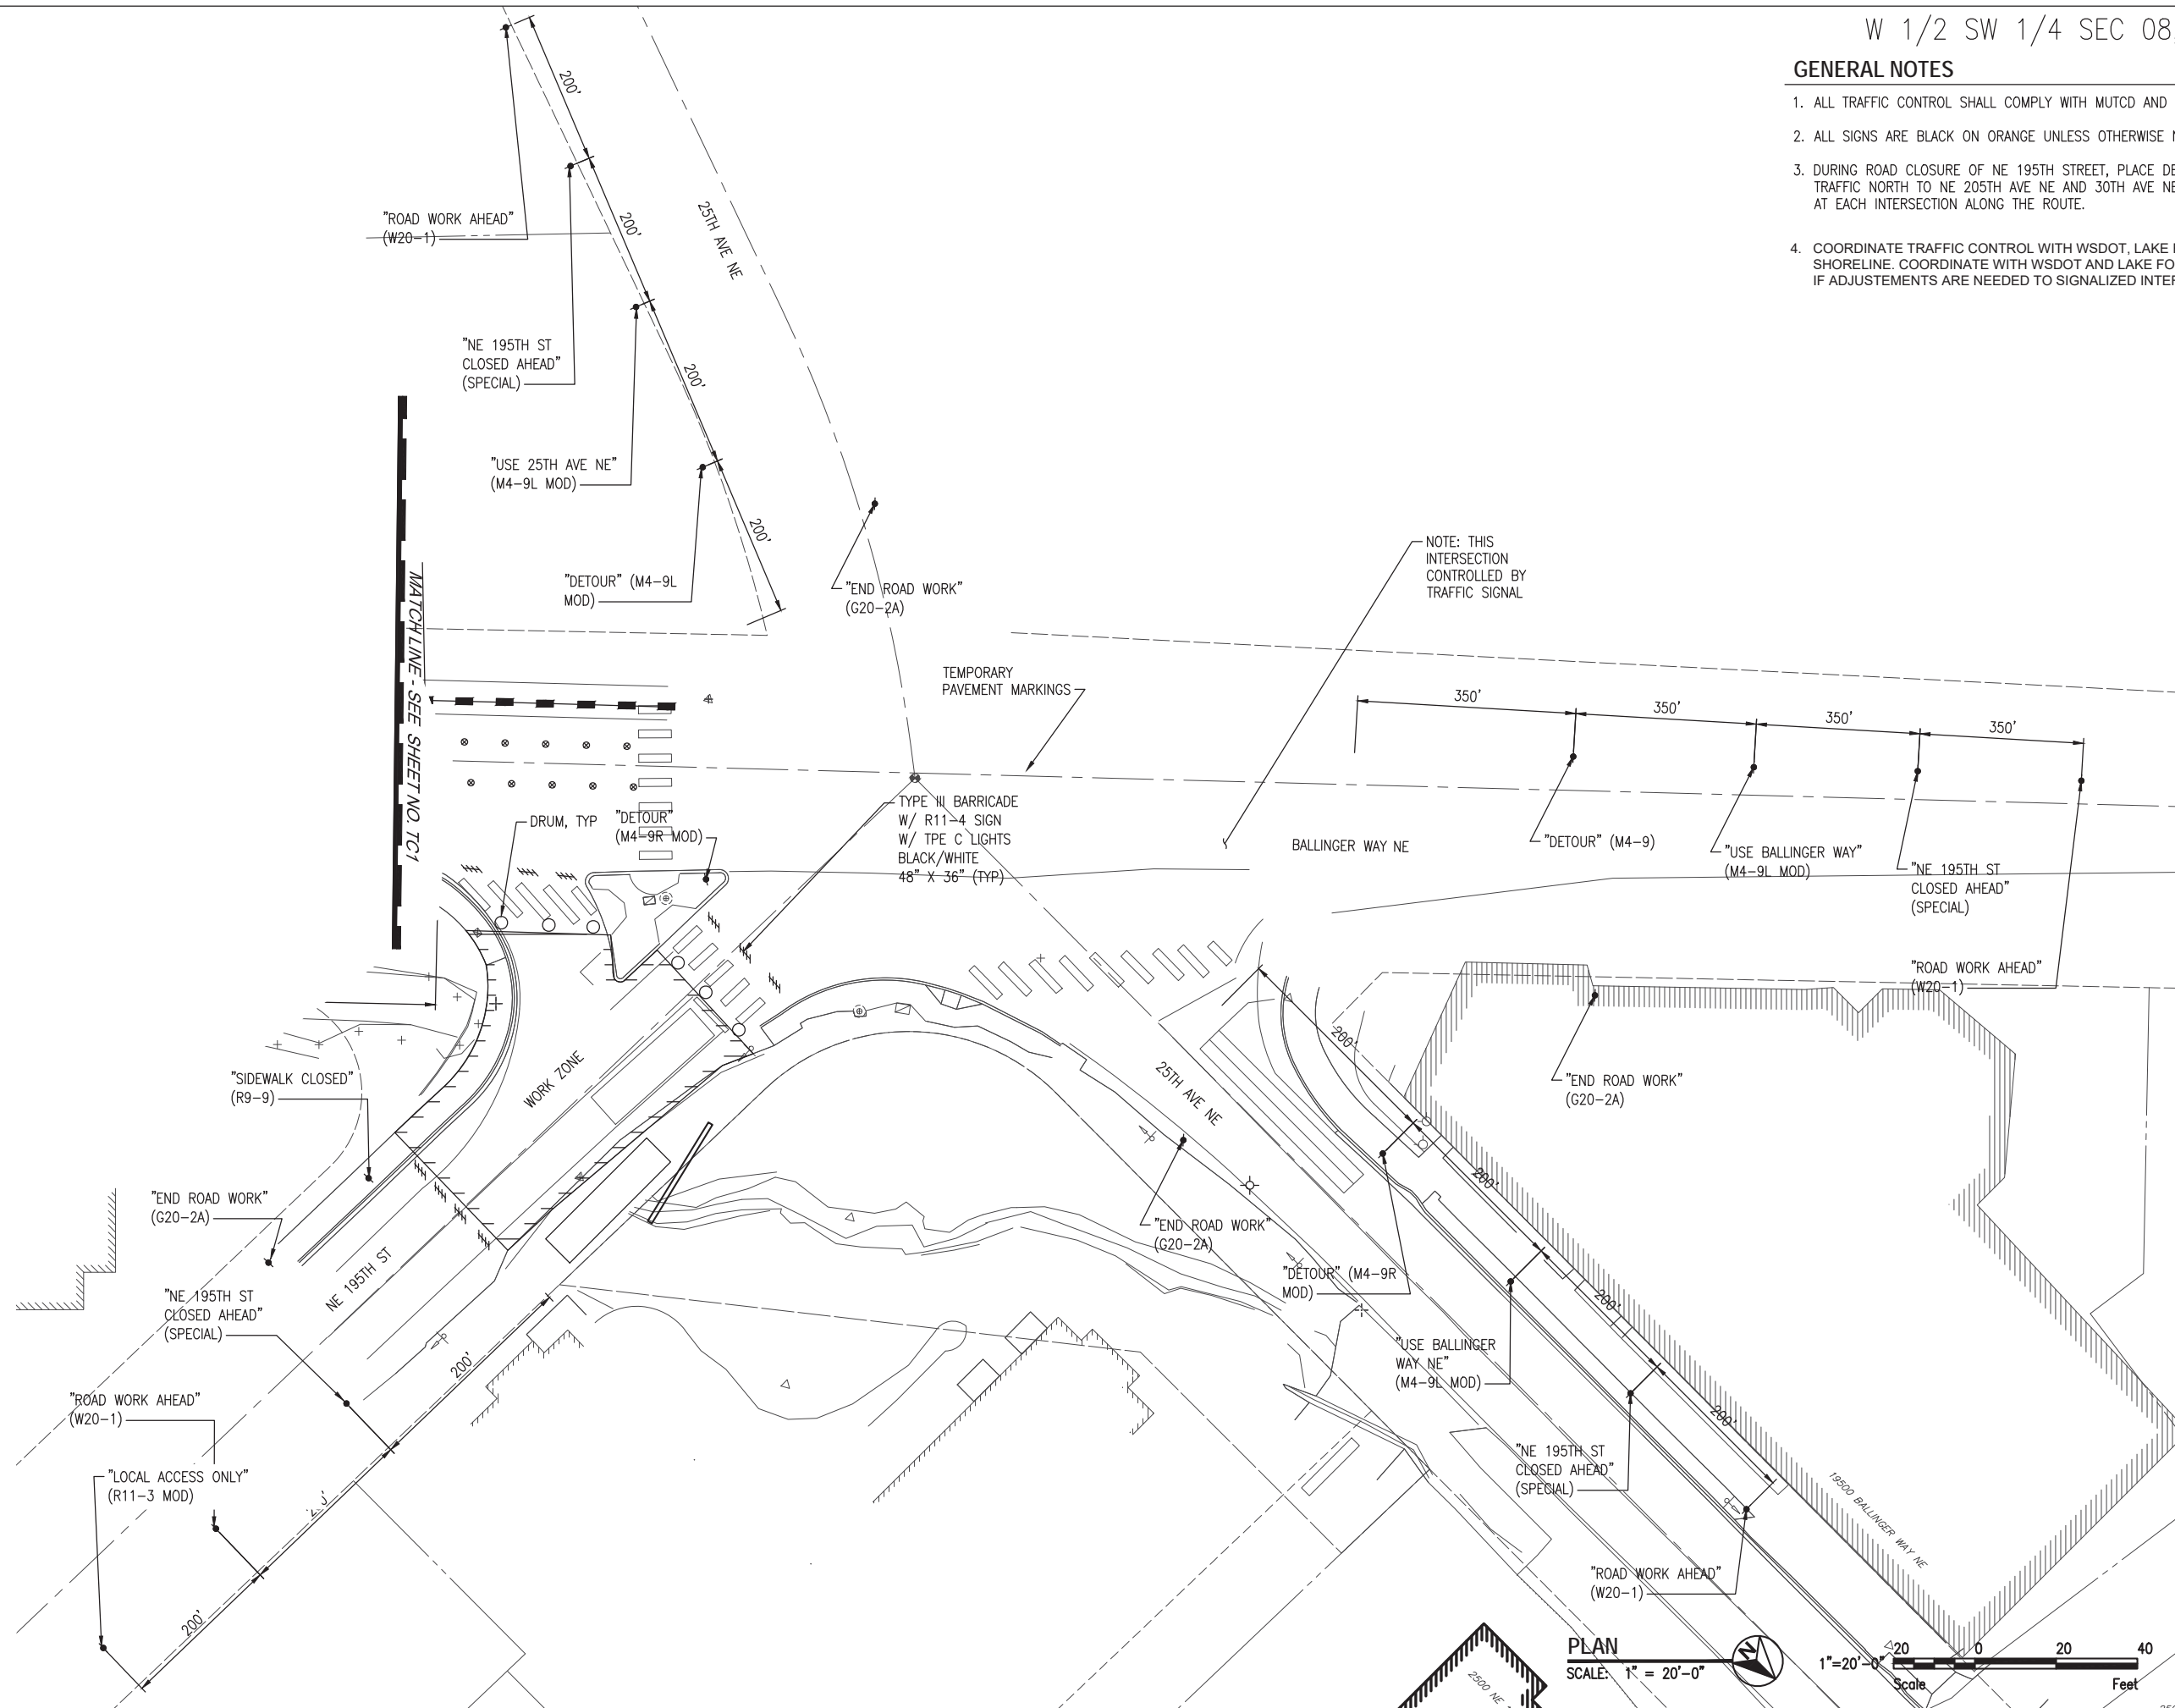 W 1/2 SW 1/4 SEC 08
GENERAL NOTES
1. ALL TRAFFIC CONTROL SHALL COMPLY WITH MUTCD AND
2. ALL SIGNS ARE BLACK ON ORANGE UNLESS OTHERWISE
3. DURING ROAD CLOSURE OF NE 195TH STREET, PLACE
TRAFFIC NORTH TO NE 205TH AVE NE AND 30TH AVE NE
AT EACH INTERSECTION ALONG THE ROUTE.
4. COORDINATE TRAFFIC CONTROL WITH WSDOT, LAKE
SHORELINE. COORDINATE WITH WSDOT AND LAKE
IF ADJUSTEMENTS ARE NEEDED TO SIGNALIZED
200'
200'
200'
200'
25TH AVE NE
"ROAD WORK AHEAD"
(W20-1)
"NE 195TH ST
CLOSED AHEAD"
(SPECIAL)
"USE 25TH AVE NE"
(M4-9L MOD)
"DETOUR" (M4-9L
MOD)
"END ROAD WORK"
(G20-2A)
MATCH LINE - SEE SHEET NO. TC1
NOTE: THIS
INTERSECTION
CONTROLLED BY
TRAFFIC SIGNAL
TEMPORARY
PAVEMENT MARKINGS
350'
350'
350'
350'
TYPE III BARRICADE
W/ R11-4 SIGN
W/ TPE C LIGHTS
BLACK/WHITE
48" X 36" (TYP)
DRUM, TYP
"DETOUR"
(M4-9R MOD)
BALLINGER WAY NE
"DETOUR" (M4-9)
"USE BALLINGER WAY"
(M4-9L MOD)
"NE 195TH ST
CLOSED AHEAD"
(SPECIAL)
"ROAD WORK AHEAD"
(W20-1)
"END ROAD WORK"
(G20-2A)
WORK ZONE
"SIDEWALK CLOSED"
(R9-9)
25TH AVE NE
200'
200'
200'
200'
"END ROAD WORK"
(G20-2A)
NE 195TH ST
"END ROAD WORK"
(G20-2A)
"DETOUR" (M4-9R
MOD)
"NE 195TH ST
CLOSED AHEAD"
(SPECIAL)
"USE BALLINGER
WAY NE"
(M4-9L MOD)
200'
"ROAD WORK AHEAD"
(W20-1)
"LOCAL ACCESS ONLY"
(R11-3 MOD)
200'
"NE 195TH ST
CLOSED AHEAD"
(SPECIAL)
19500 BALLINGER WAY NE
"ROAD WORK AHEAD"
(W20-1)
2500 NE
PLAN
SCALE: 1" = 20'-0"
N
1"=20'-0"
20 0 20 40
Scale Feet